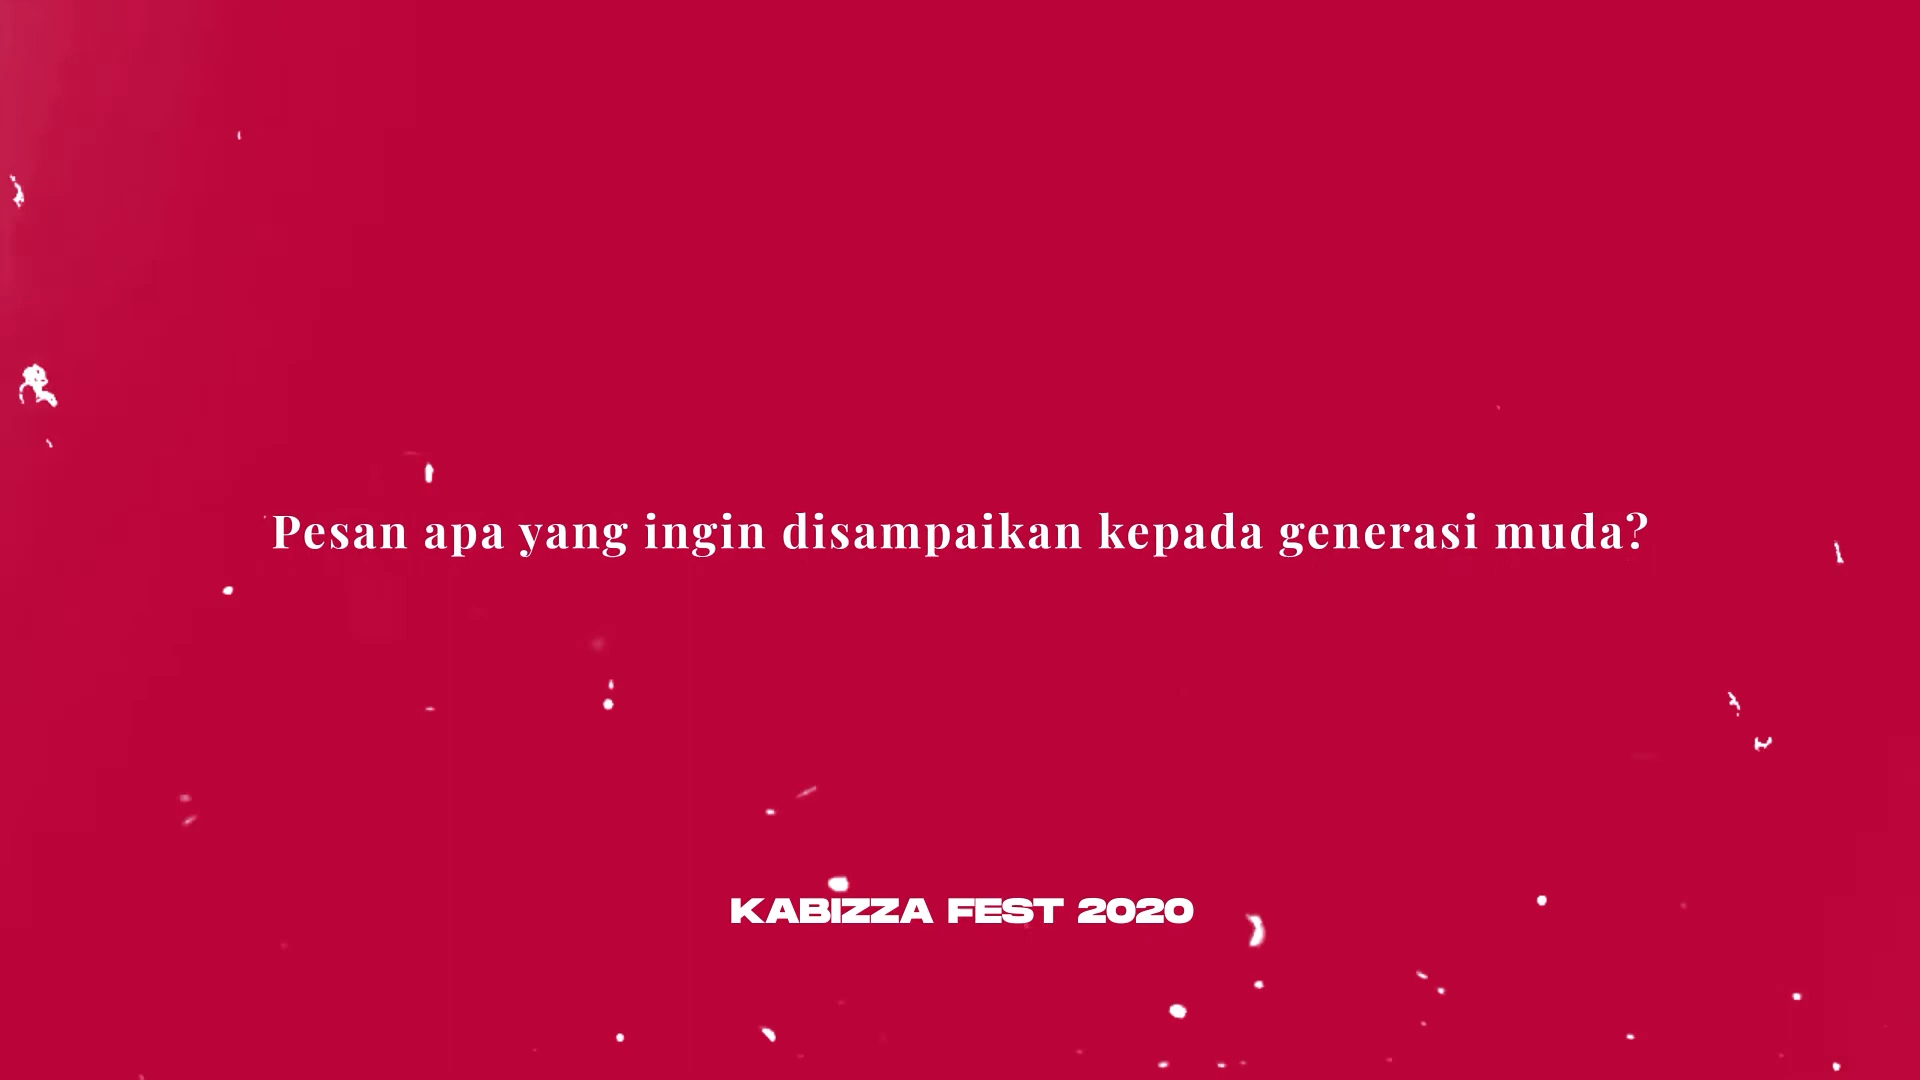 Pesan apa yang ingin disampaikan kepada generasi muda?
KABIZZA FEST 2020